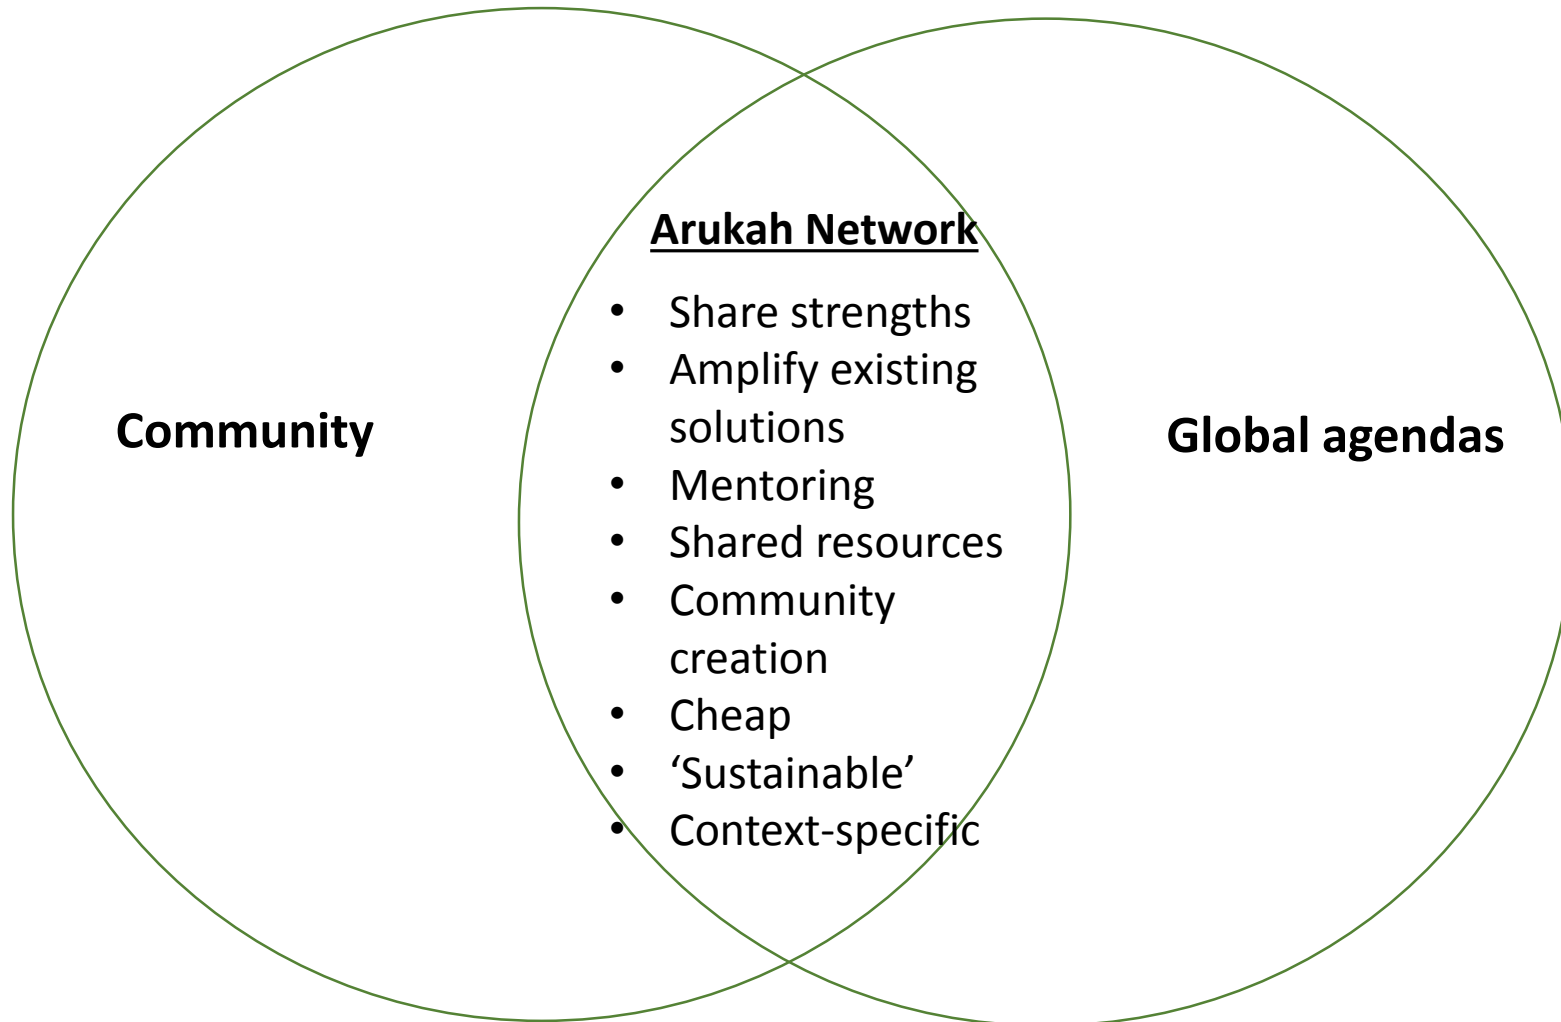 Arukah Network
• Share strengths
• Amplify existing
solutions
• Mentoring
• Shared resources
• Community
creation
• Cheap
• ‘Sustainable’
• Context-specific
Community
Global agendas